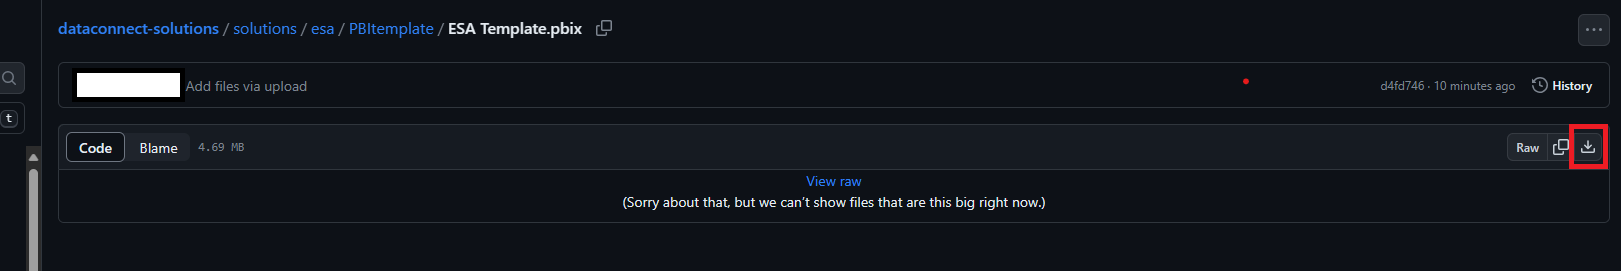 dataconnect-solutions / solutions / esa / PBItemplate / ESA Template.pbix
Add files via upload
d4fd746 · 10 minutes ago
History
t
Code
Blame
4.69 MB
Raw
View raw
(Sorry about that, but we can’t show files that are this big right now.)